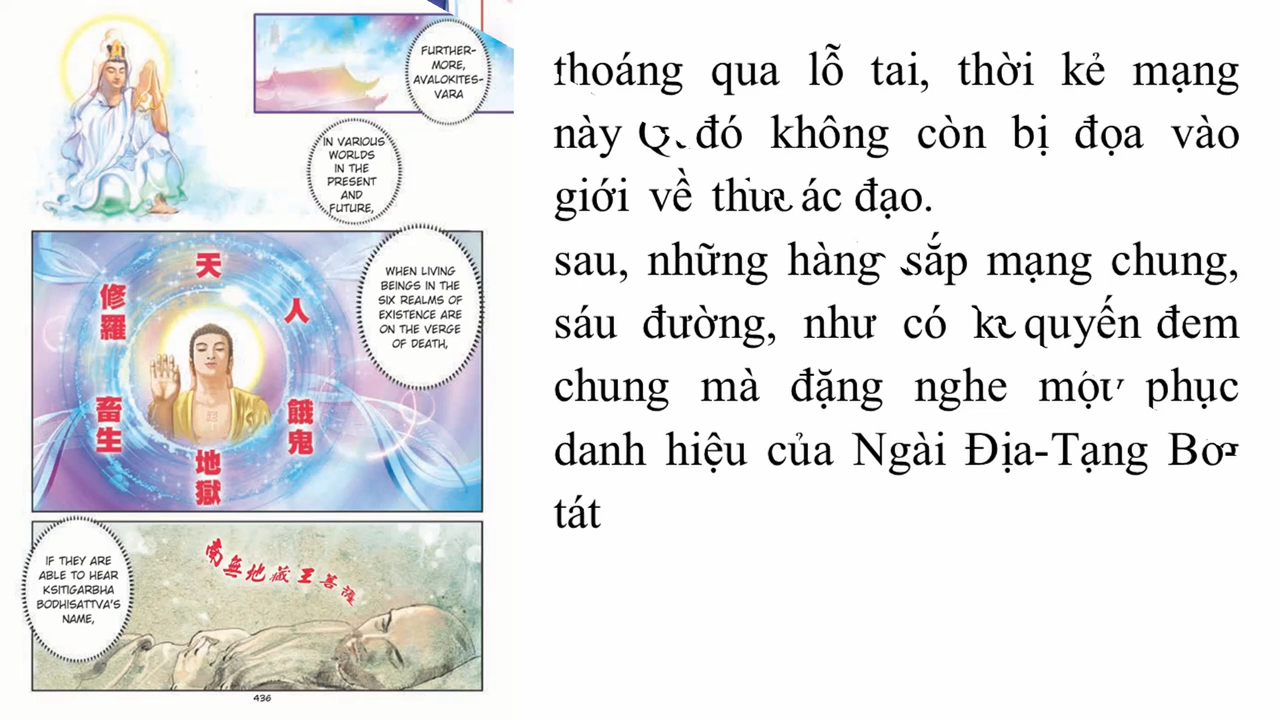 FURTHER-
MORE,
AVALOKITES-
VARA
IN VARIOUS
WORLDS
IN THE
PRESENT
AND
FUTURE,
天
人
修羅
餓鬼
畜生
地獄
WHEN LIVING
BEINGS IN THE
SIX REALMS OF
EXISTENCE ARE
ON THE VERGE
OF DEATH,
IF THEY ARE
ABLE TO HEAR
KSITIGARBHA
BODHISATTVA'S
NAME,
南無地藏王菩薩
436
thoáng qua lỗ tai, thời kẻ mạng
này đó không còn bị đọa vào
giới về ác đạo.
sau, những hàng sắp mạng chung,
sáu đường, như có quyến đem
chung mà đặng nghe phục
danh hiệu của Ngài Địa-Tạng
tát